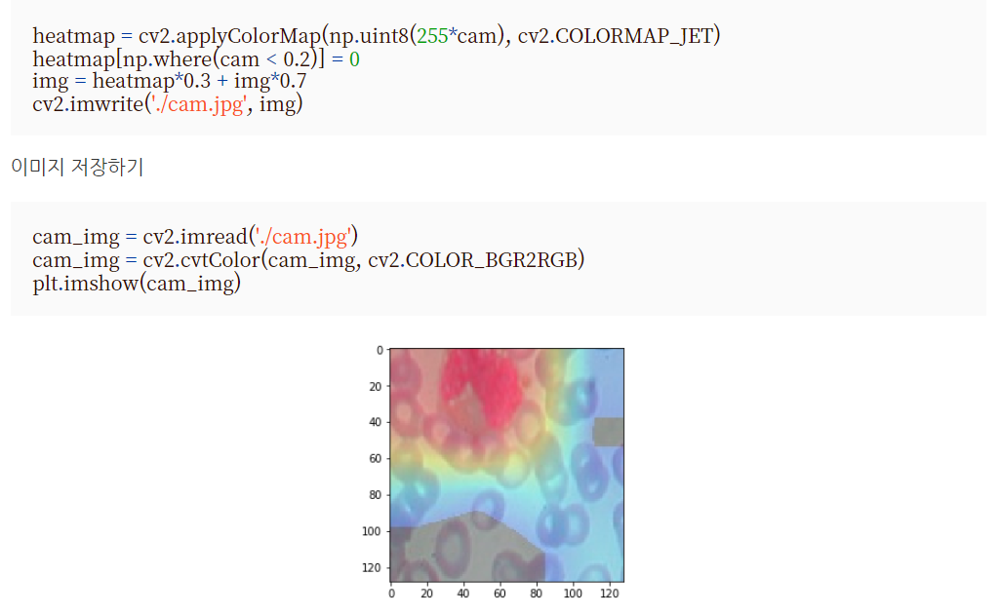 heatmap = cv2.applyColorMap(np.uint8(255*cam), cv2.COLORMAP_JET)
heatmap[np.where(cam < 0.2)] = 0
img = heatmap*0.3 + img*0.7
cv2.imwrite('./cam.jpg', img)
이미지 저장하기
cam_img = cv2.imread('./cam.jpg')
cam_img = cv2.cvtColor(cam_img, cv2.COLOR_BGR2RGB)
plt.imshow(cam_img)
0
20
40
60
80
100
120
0 20 40 60 80 100 120